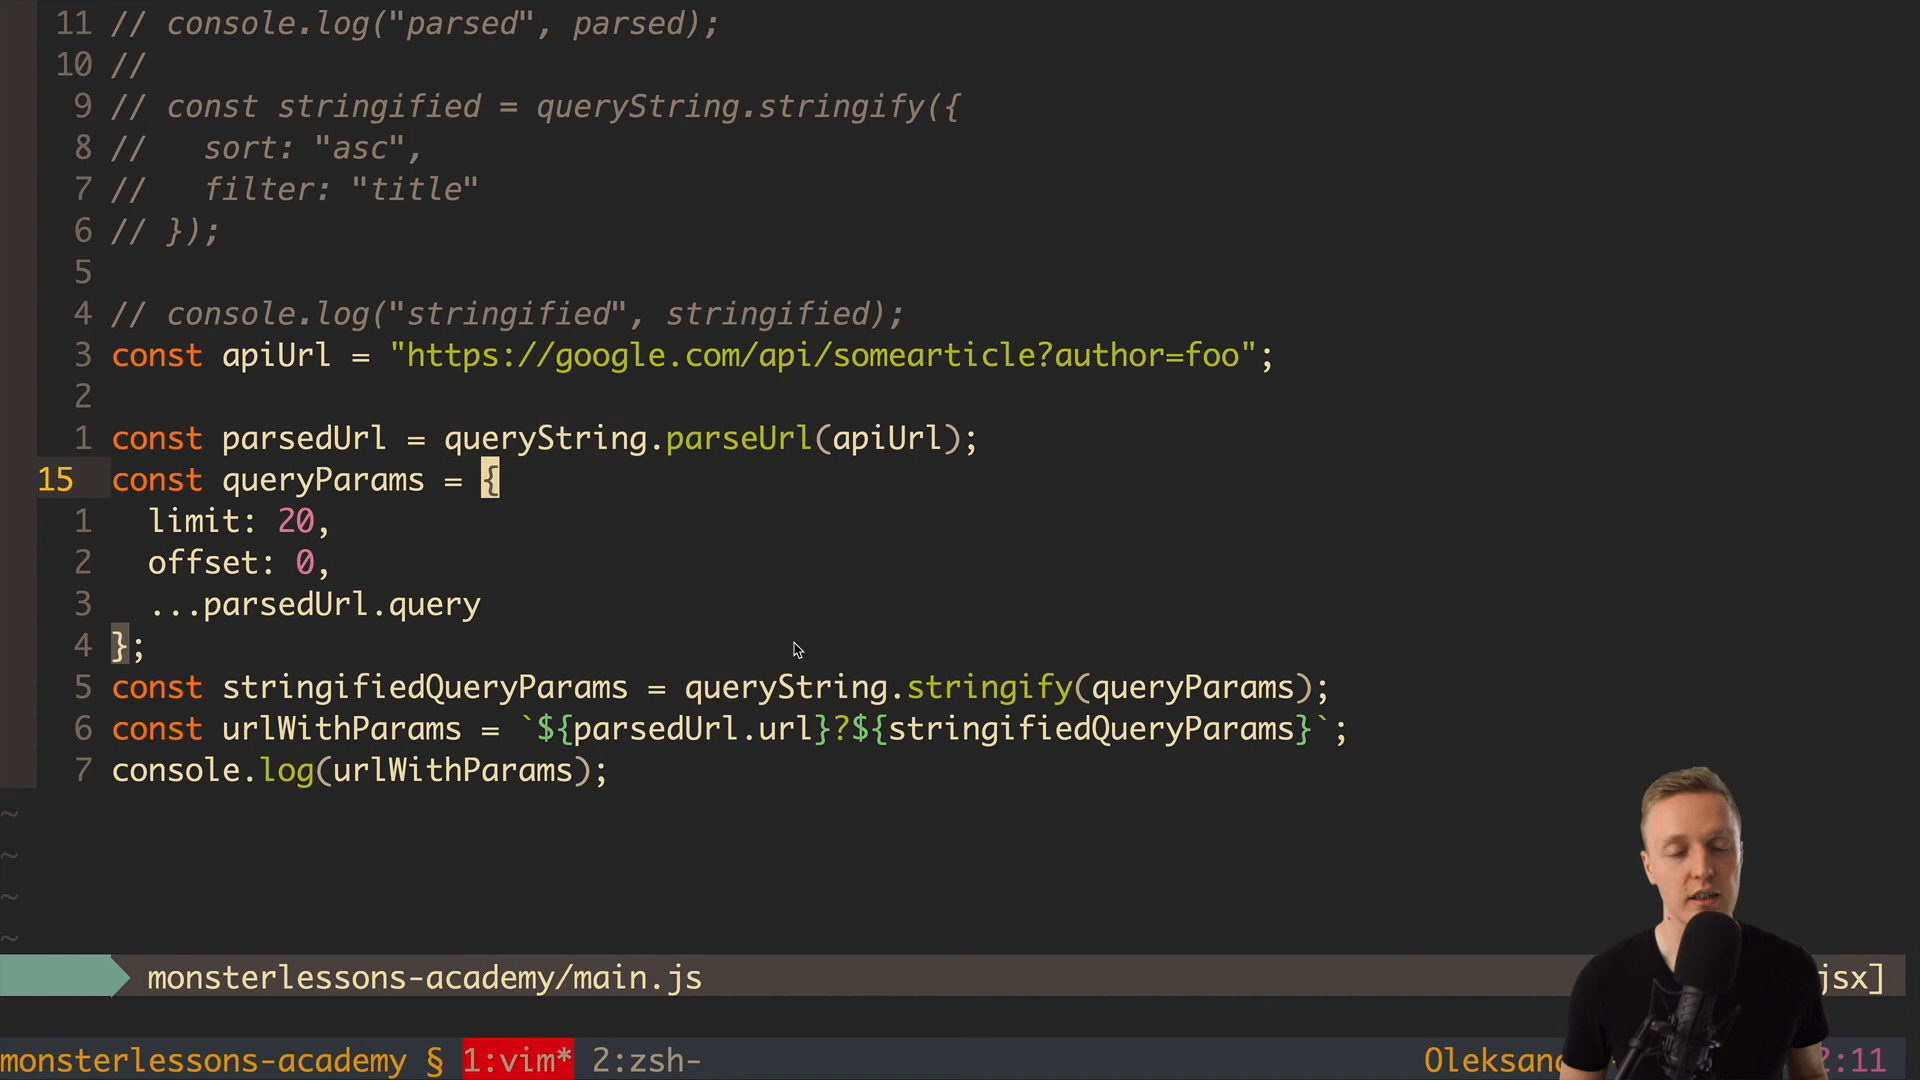 11 // console.log("parsed", parsed);
10 //
9 // const stringified = queryString.stringify({
8 //   sort: "asc",
7 //   filter: "title"
6 // });
5
4 // console.log("stringified", stringified);
3 const apiUrl = "https://google.com/api/somearticle?author=foo";
2
1 const parsedUrl = queryString.parseUrl(apiUrl);
15 const queryParams = {
1   limit: 20,
2   offset: 0,
3   ...parsedUrl.query
4 };
5 const stringifiedQueryParams = queryString.stringify(queryParams);
6 const urlWithParams = `${parsedUrl.url}?${stringifiedQueryParams}`;
7 console.log(urlWithParams);
~
~
~
~
monsterlessons-academy/main.js jsx]
monsterlessons-academy § 1:vim* 2:zsh- :11